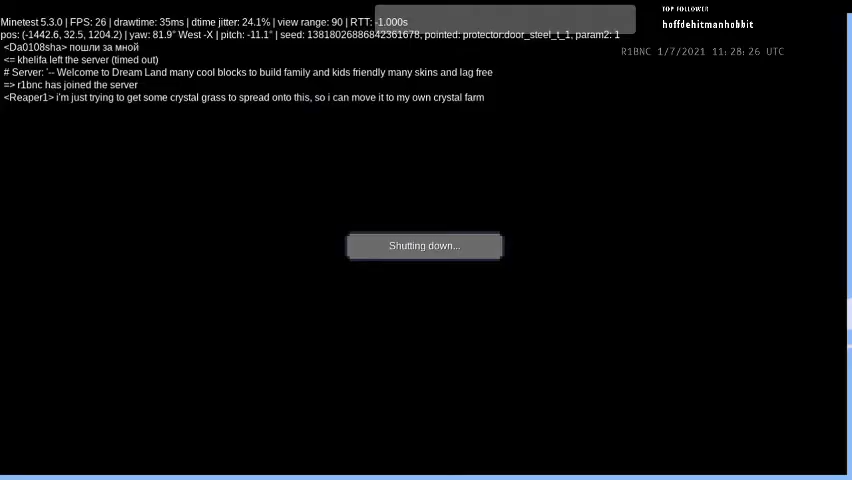 TOP FOLLOWER
hoffdehitmanhobbit
Minetest 5.3.0 | FPS: 26 | drawtime: 35ms | dtime jitter: 24.1% | view range: 90 | RTT: -1.000s
pos: (-1442.6, 32.5, 1204.2) | yaw: 81.9° West -X | pitch: -11.1° | seed: 13818026886842361678, pointed: protector:door_steel_t_1, param2: 1
R1BNC 1/7/2021 11:28:26 UTC
<Da0108sha> пошли за мной
<= khelifa left the server (timed out)
# Server: '-- Welcome to Dream Land many cool blocks to build family and kids friendly many skins and lag free
=> r1bnc has joined the server
<Reaper1> i'm just trying to get some crystal grass to spread onto this, so i can move it to my own crystal farm
Shutting down...